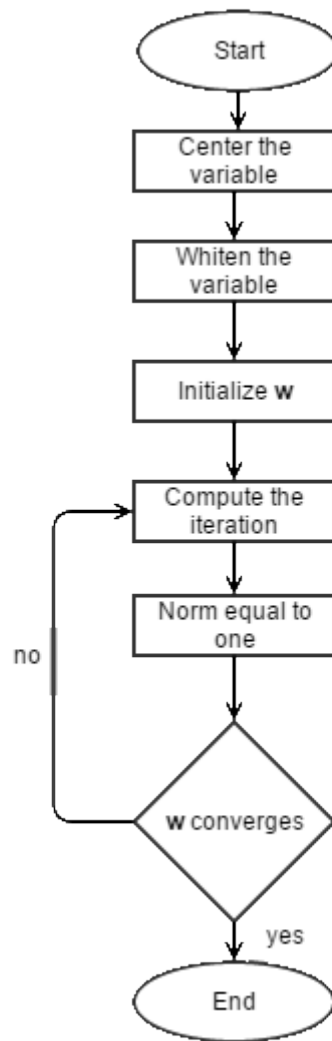 Start
Center the
variable
Whiten the
variable
Initialize w
Compute the
iteration
Norm equal to
one
no
w converges
yes
End